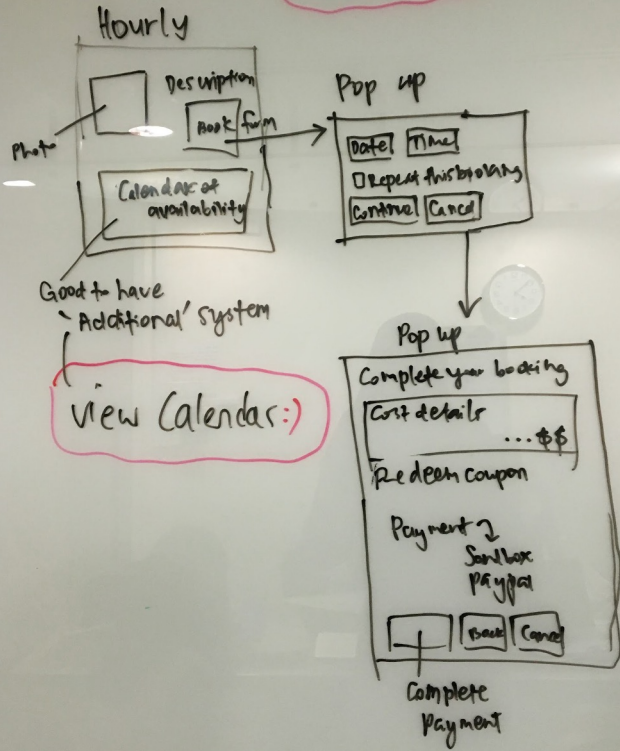 Hourly
Description
Book form
Photo
Calendar of
availability
Good to have
'Additional' system
View Calendar:)
Pop up
Date Time
Repeat this booking
Continue Cancel
Pop up
Complete your booking
Cost details
...$$
Redeem coupon
Payment
Sandbox
Paypal
Back Cancel
Complete
Payment